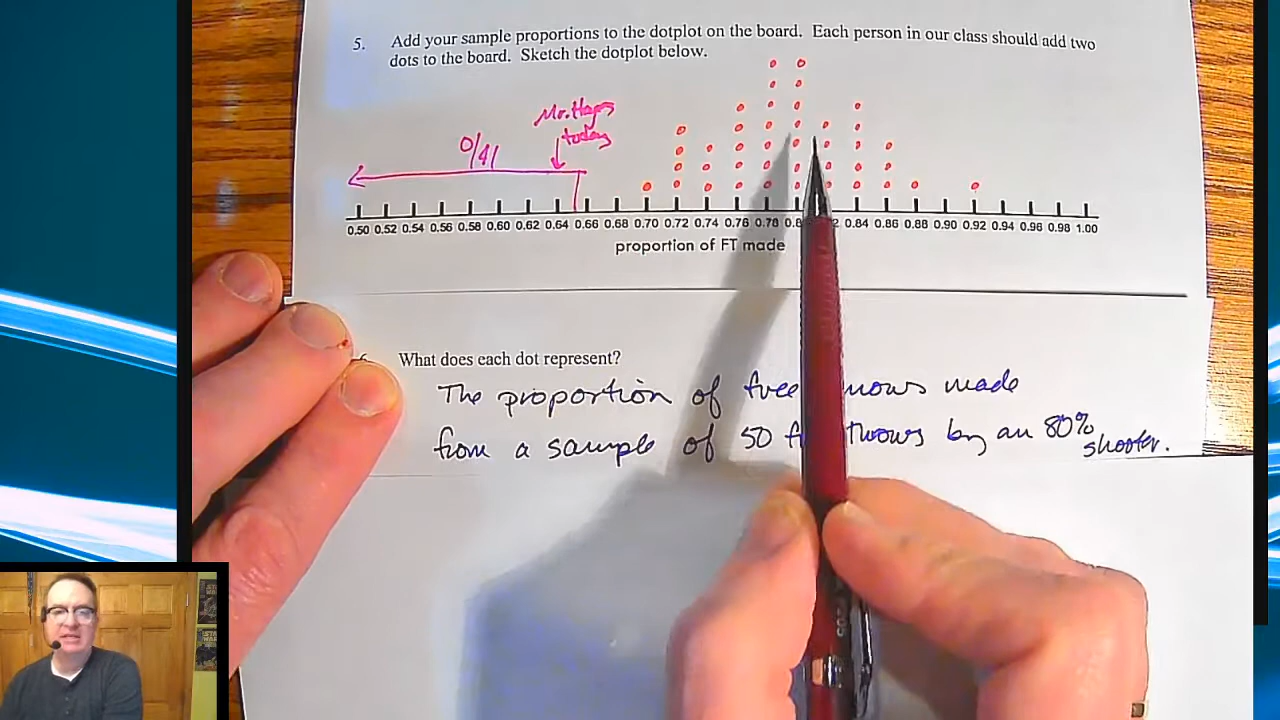 5. Add your sample proportions to the dotplot on the board. Each person in our class should add two
dots to the board. Sketch the dotplot below.
Mr. Hayes
today
0/41
0.50 0.52 0.54 0.56 0.58 0.60 0.62 0.64 0.66 0.68 0.70 0.72 0.74 0.76 0.78 0.84 0.86 0.88 0.90 0.92 0.94 0.96 0.98 1.00
proportion of FT made
What does each dot represent?
The proportion of free made
from a sample of 50 throws by an 80%
shooter.